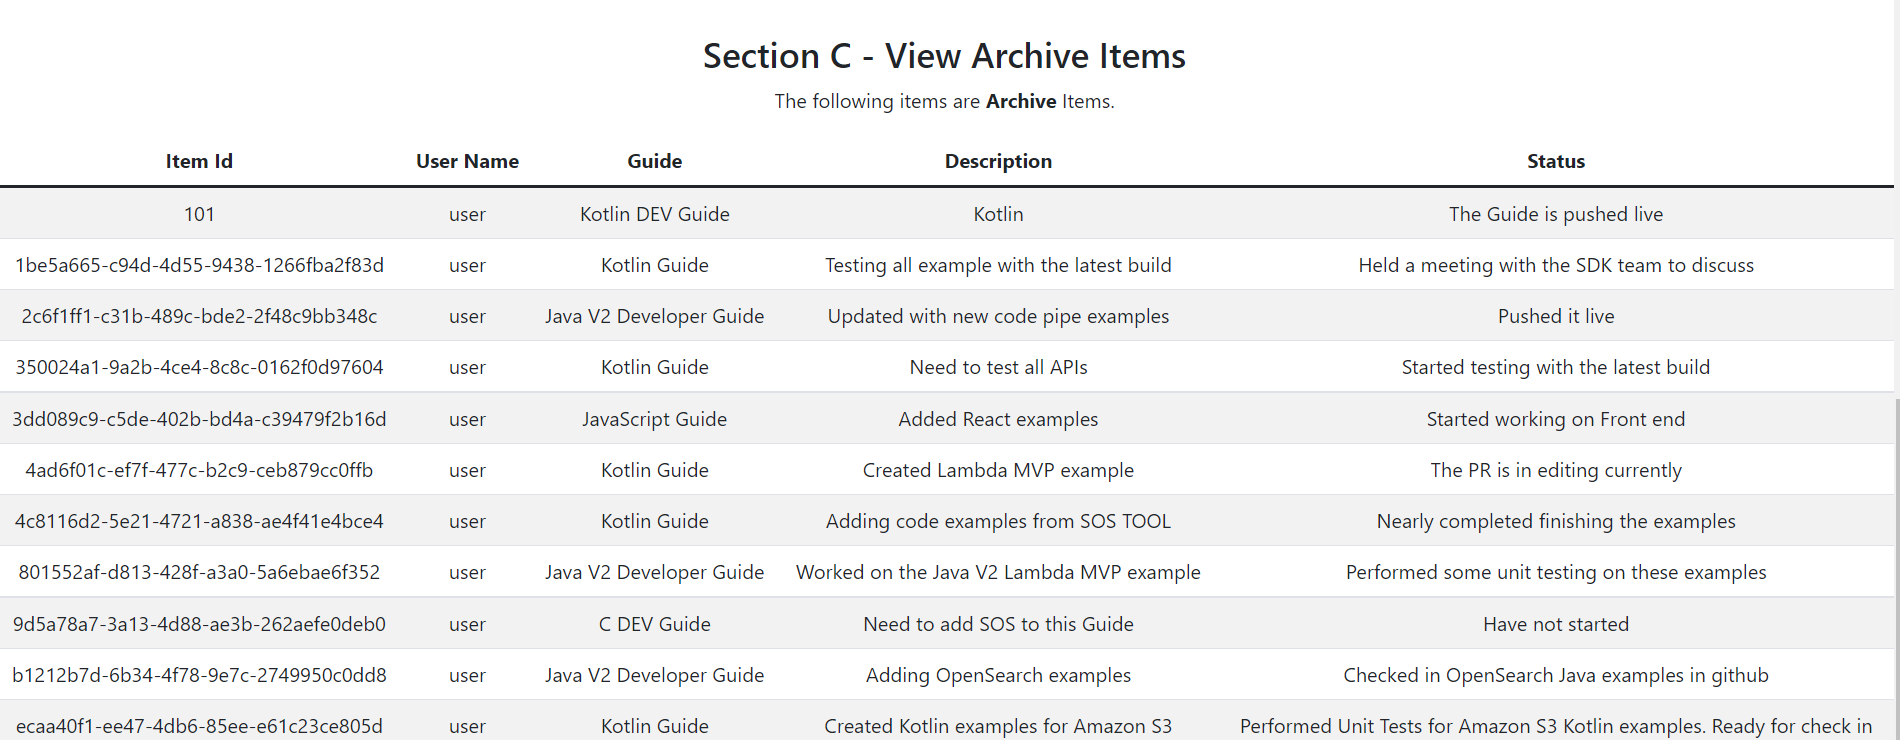 Section C - View Archive Items
The following items are Archive Items.
Item Id User Name Guide Description Status
101 user Kotlin DEV Guide Kotlin The Guide is pushed live
1be5a665-c94d-4d55-9438-1266fba2f83d user Kotlin Guide Testing all example with the latest build Held a meeting with the SDK team to discuss
2c6f1ff1-c31b-489c-bde2-2f48c9bb348c user Java V2 Developer Guide Updated with new code pipe examples Pushed it live
350024a1-9a2b-4ce4-8c8c-0162f0d97604 user Kotlin Guide Need to test all APIs Started testing with the latest build
3dd089c9-c5de-402b-bd4a-c39479f2b16d user JavaScript Guide Added React examples Started working on Front end
4ad6f01c-ef7f-477c-b2c9-ceb879cc0ffb user Kotlin Guide Created Lambda MVP example The PR is in editing currently
4c8116d2-5e21-4721-a838-ae4f41e4bce4 user Kotlin Guide Adding code examples from SOS TOOL Nearly completed finishing the examples
801552af-d813-428f-a3a0-5a6ebae6f352 user Java V2 Developer Guide Worked on the Java V2 Lambda MVP example Performed some unit testing on these examples
9d5a78a7-3a13-4d88-ae3b-262aefe0deb0 user C DEV Guide Need to add SOS to this Guide Have not started
b1212b7d-6b34-4f78-9e7c-2749950c0dd8 user Java V2 Developer Guide Adding OpenSearch examples Checked in OpenSearch Java examples in github
ecaa40f1-ee47-4db6-85ee-e61c23ce805d user Kotlin Guide Created Kotlin examples for Amazon S3 Performed Unit Tests for Amazon S3 Kotlin examples. Ready for check in